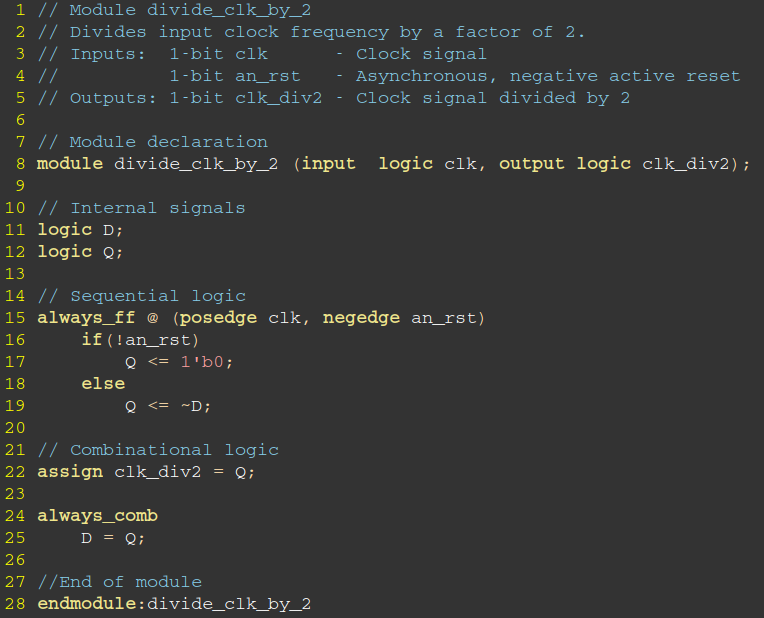 1 // Module divide_clk_by_2
2 // Divides input clock frequency by a factor of 2.
3 // Inputs:  1-bit clk      - Clock signal
4 //          1-bit an_rst   - Asynchronous, negative active reset
5 // Outputs: 1-bit clk_div2 - Clock signal divided by 2
6
7 // Module declaration
8 module divide_clk_by_2 (input  logic clk, output logic clk_div2);
9
10 // Internal signals
11 logic D;
12 logic Q;
13
14 // Sequential logic
15 always_ff @ (posedge clk, negedge an_rst)
16     if(!an_rst)
17         Q <= 1'b0;
18     else
19         Q <= ~D;
20
21 // Combinational logic
22 assign clk_div2 = Q;
23
24 always_comb
25     D = Q;
26
27 //End of module
28 endmodule:divide_clk_by_2